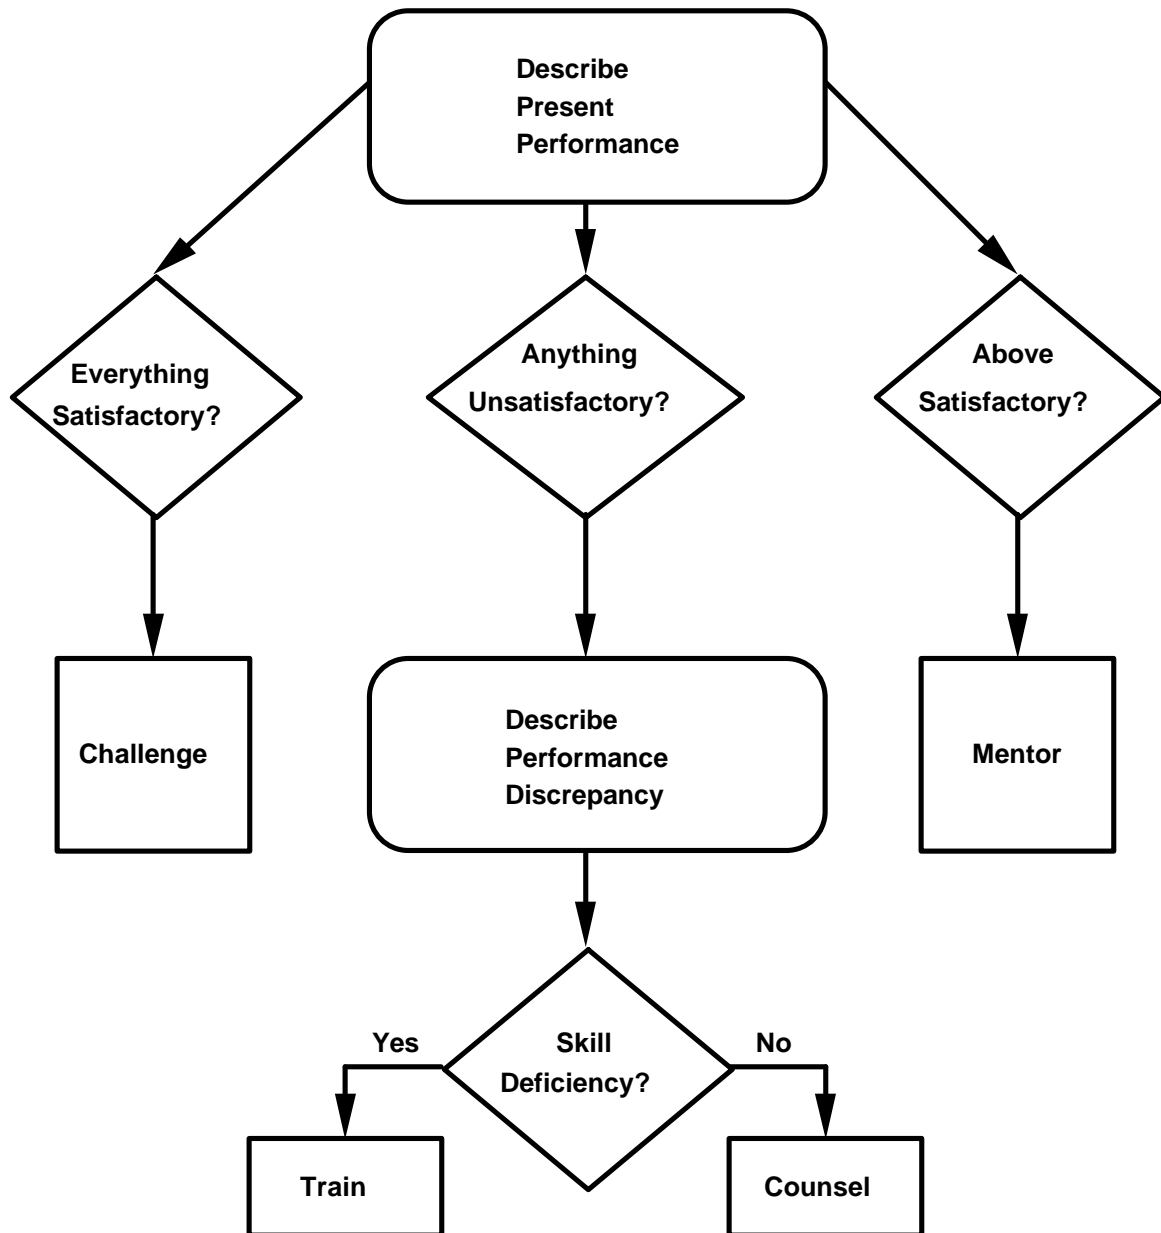 Describe
Present
Performance
Everything
Satisfactory?
Anything
Unsatisfactory?
Above
Satisfactory?
Challenge
Describe
Performance
Discrepancy
Mentor
Yes
Skill
Deficiency?
No
Train
Counsel